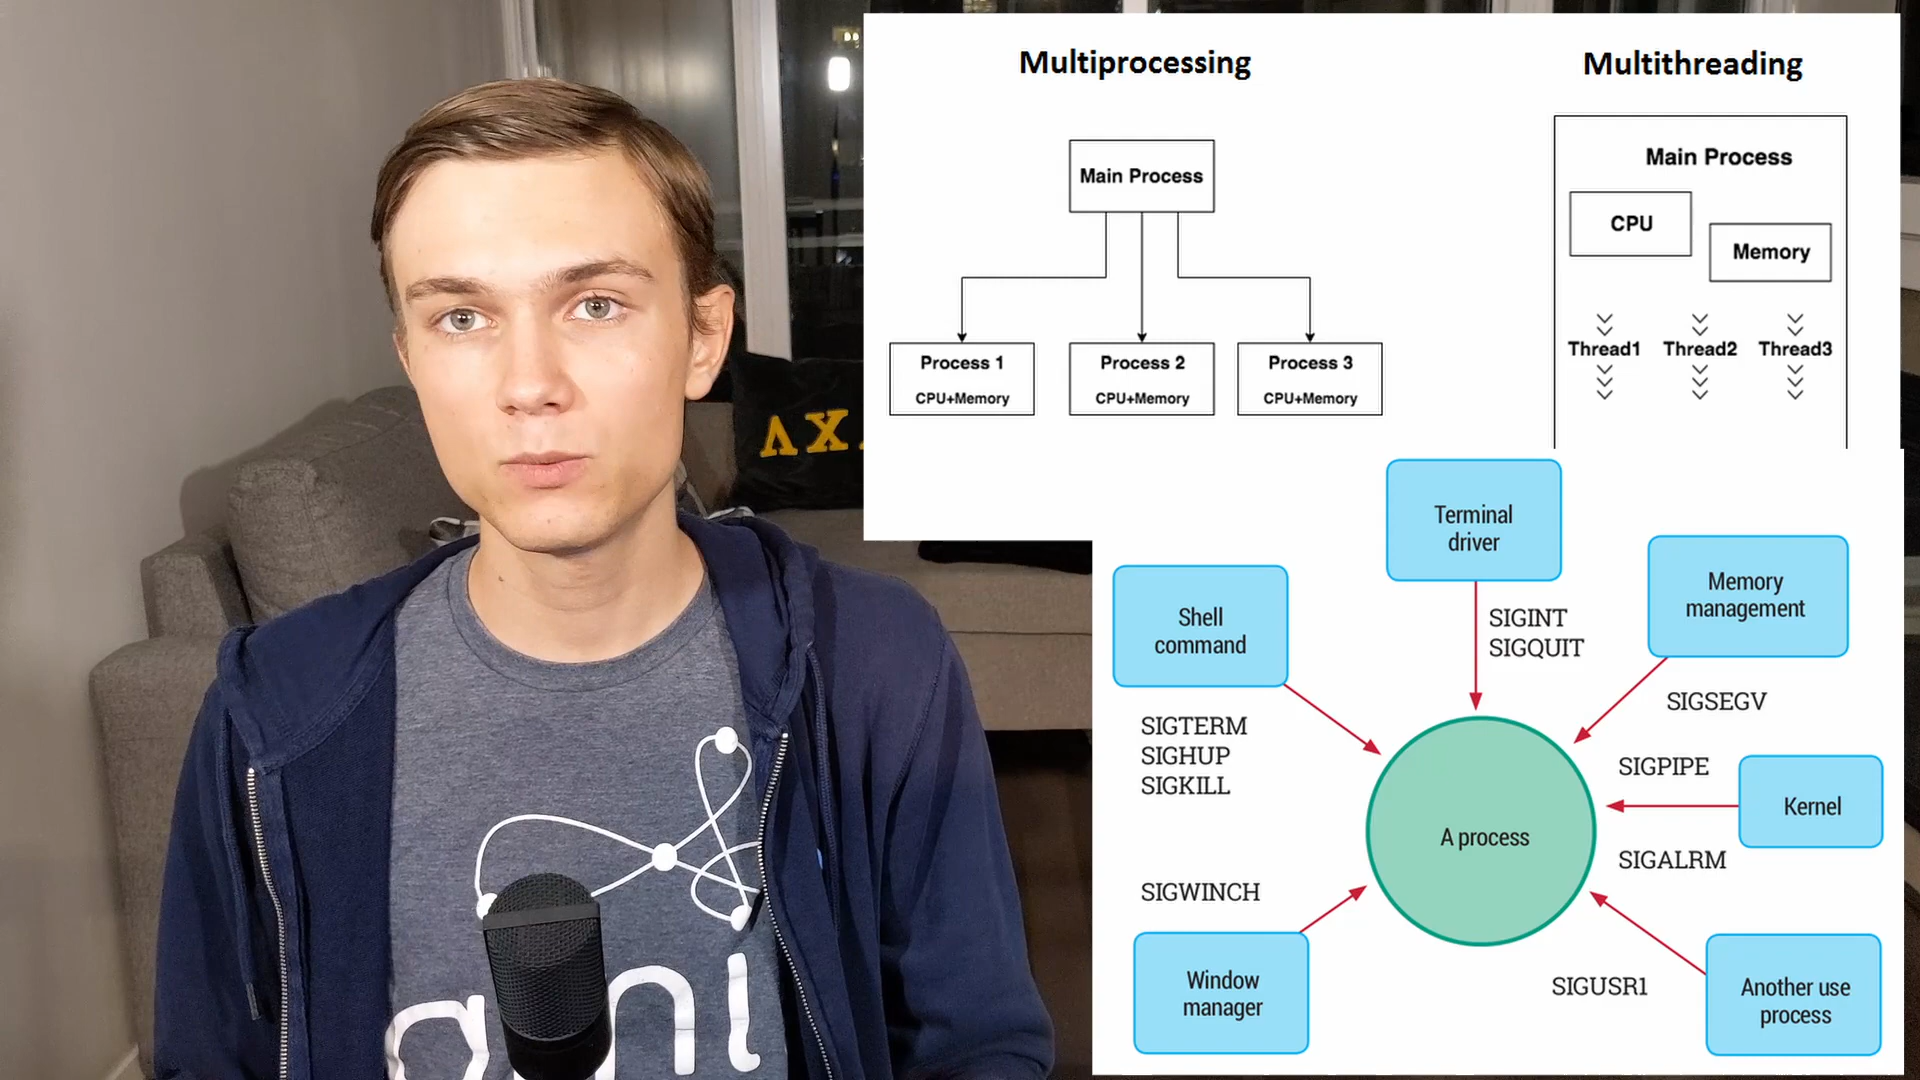 Multiprocessing
Multithreading
Main Process
Process 1
CPU+Memory
Process 2
CPU+Memory
Process 3
CPU+Memory
Main Process
CPU
Memory
Thread1 Thread2 Thread3
Terminal
driver
Shell
command
Memory
management
SIGINT
SIGQUIT
SIGSEGV
SIGTERM
SIGHUP
SIGKILL
SIGPIPE
Kernel
A process
SIGALRM
SIGWINCH
Window
manager
SIGUSR1
Another use
process
ΛΧ